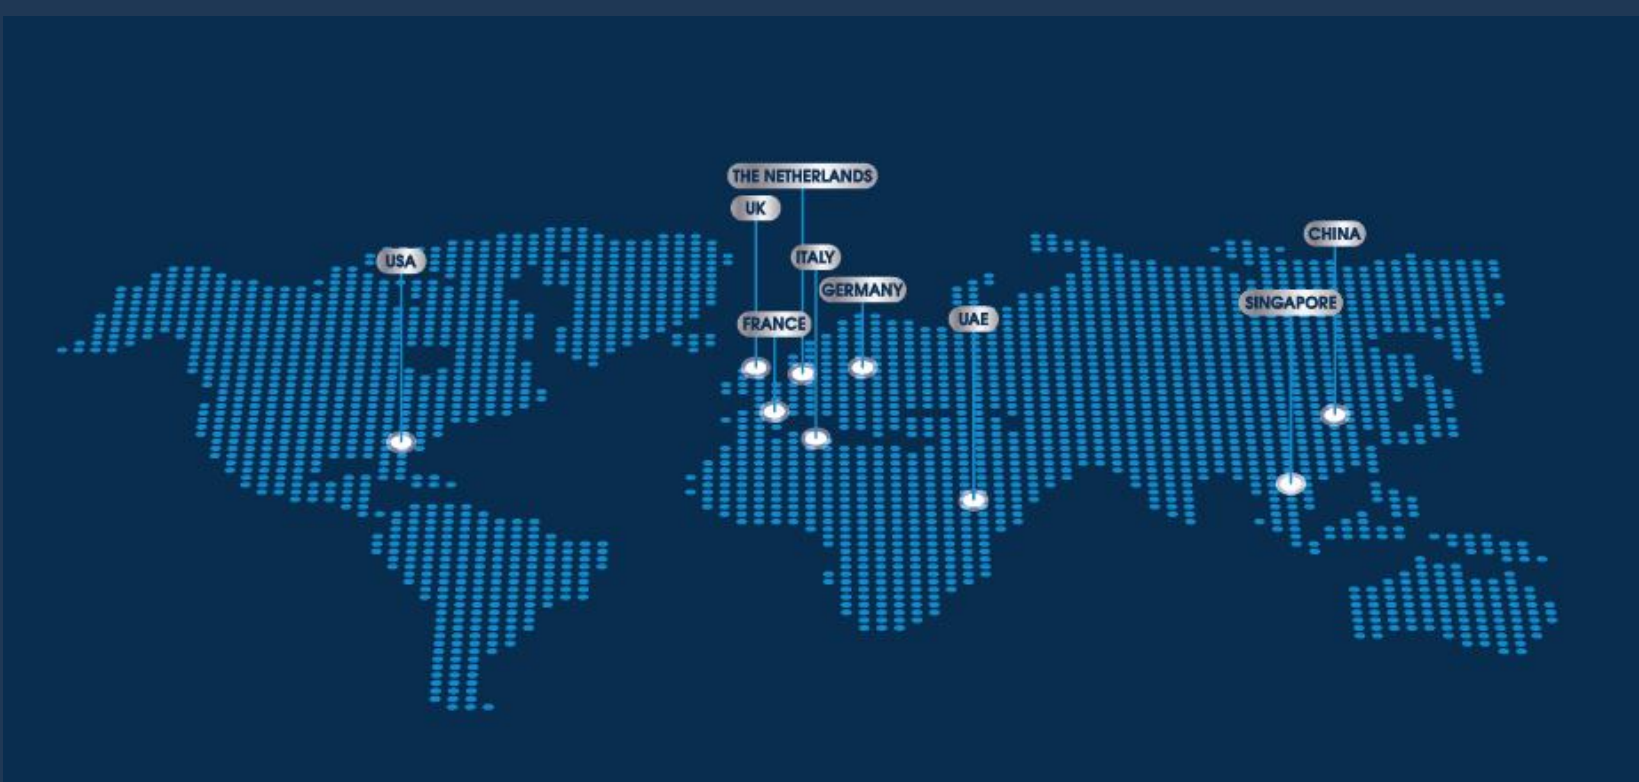 THE NETHERLANDS
UK
CHINA
ITALY
USA
GERMANY
SINGAPORE
UAE
FRANCE